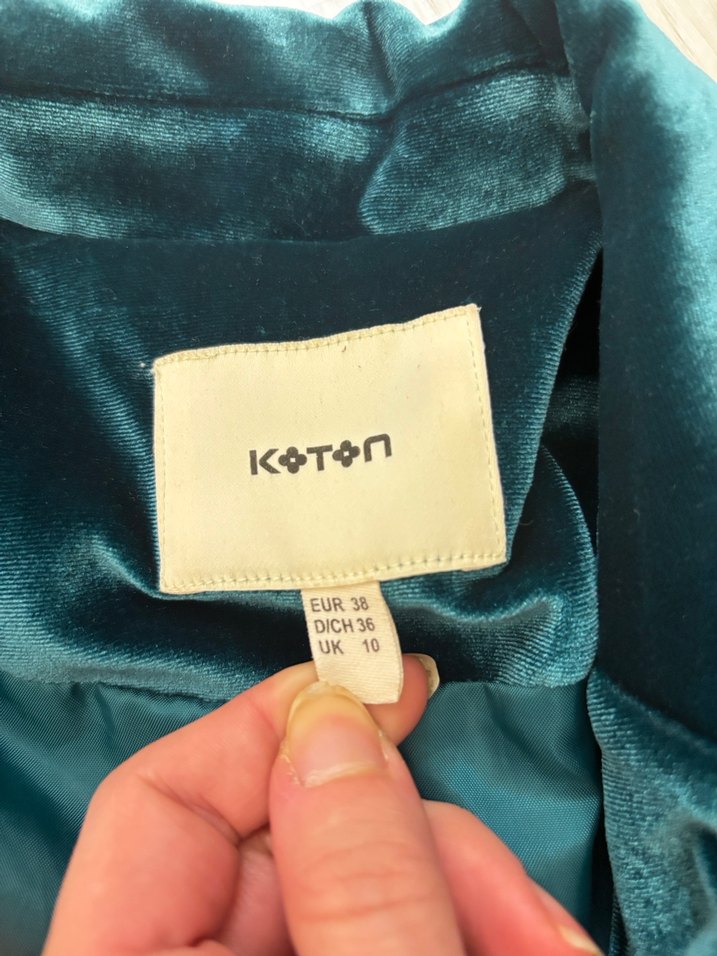 KOTON
EUR 38
D/CH 36
UK 10